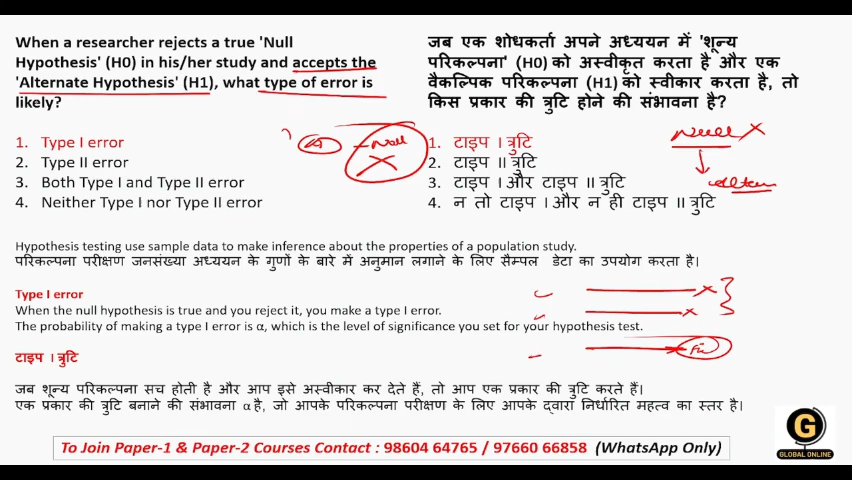 When a researcher rejects a true 'Null
Hypothesis' (H0) in his/her study and accepts the
'Alternate Hypothesis' (H1), what type of error is
likely?
1. Type I error
2. Type II error
3. Both Type I and Type II error
4. Neither Type I nor Type II error
जब एक शोधकर्ता अपने अध्ययन में 'शून्य
परिकल्पना' (H0) को अस्वीकृत करता है और एक
वैकल्पिक परिकल्पना (H1) को स्वीकार करता है, तो
किस प्रकार की त्रुटि होने की संभावना है?
1. टाइप I त्रुटि
2. टाइप II त्रुटि
3. टाइप I और टाइप II त्रुटि
4. न तो टाइप I और न ही टाइप II त्रुटि
Null
Null
Hypothesis testing use sample data to make inference about the properties of a population study.
परिकल्पना परीक्षण जनसंख्या अध्ययन के गुणों के बारे में अनुमान लगाने के लिए सैम्पल डेटा का उपयोग करता है।
Type I error
When the null hypothesis is true and you reject it, you make a type I error.
The probability of making a type I error is α, which is the level of significance you set for your hypothesis test.
टाइप I त्रुटि
जब शून्य परिकल्पना सच होती है और आप इसे अस्वीकार कर देते हैं, तो आप एक प्रकार की त्रुटि करते हैं।
एक प्रकार की त्रुटि बनाने की संभावना α है, जो आपके परिकल्पना परीक्षण के लिए आपके द्वारा निर्धारित महत्व का स्तर है।
To Join Paper-1 & Paper-2 Courses Contact : 98604 64765 / 97660 66858 (WhatsApp Only)
G
GLOBAL ONLINE